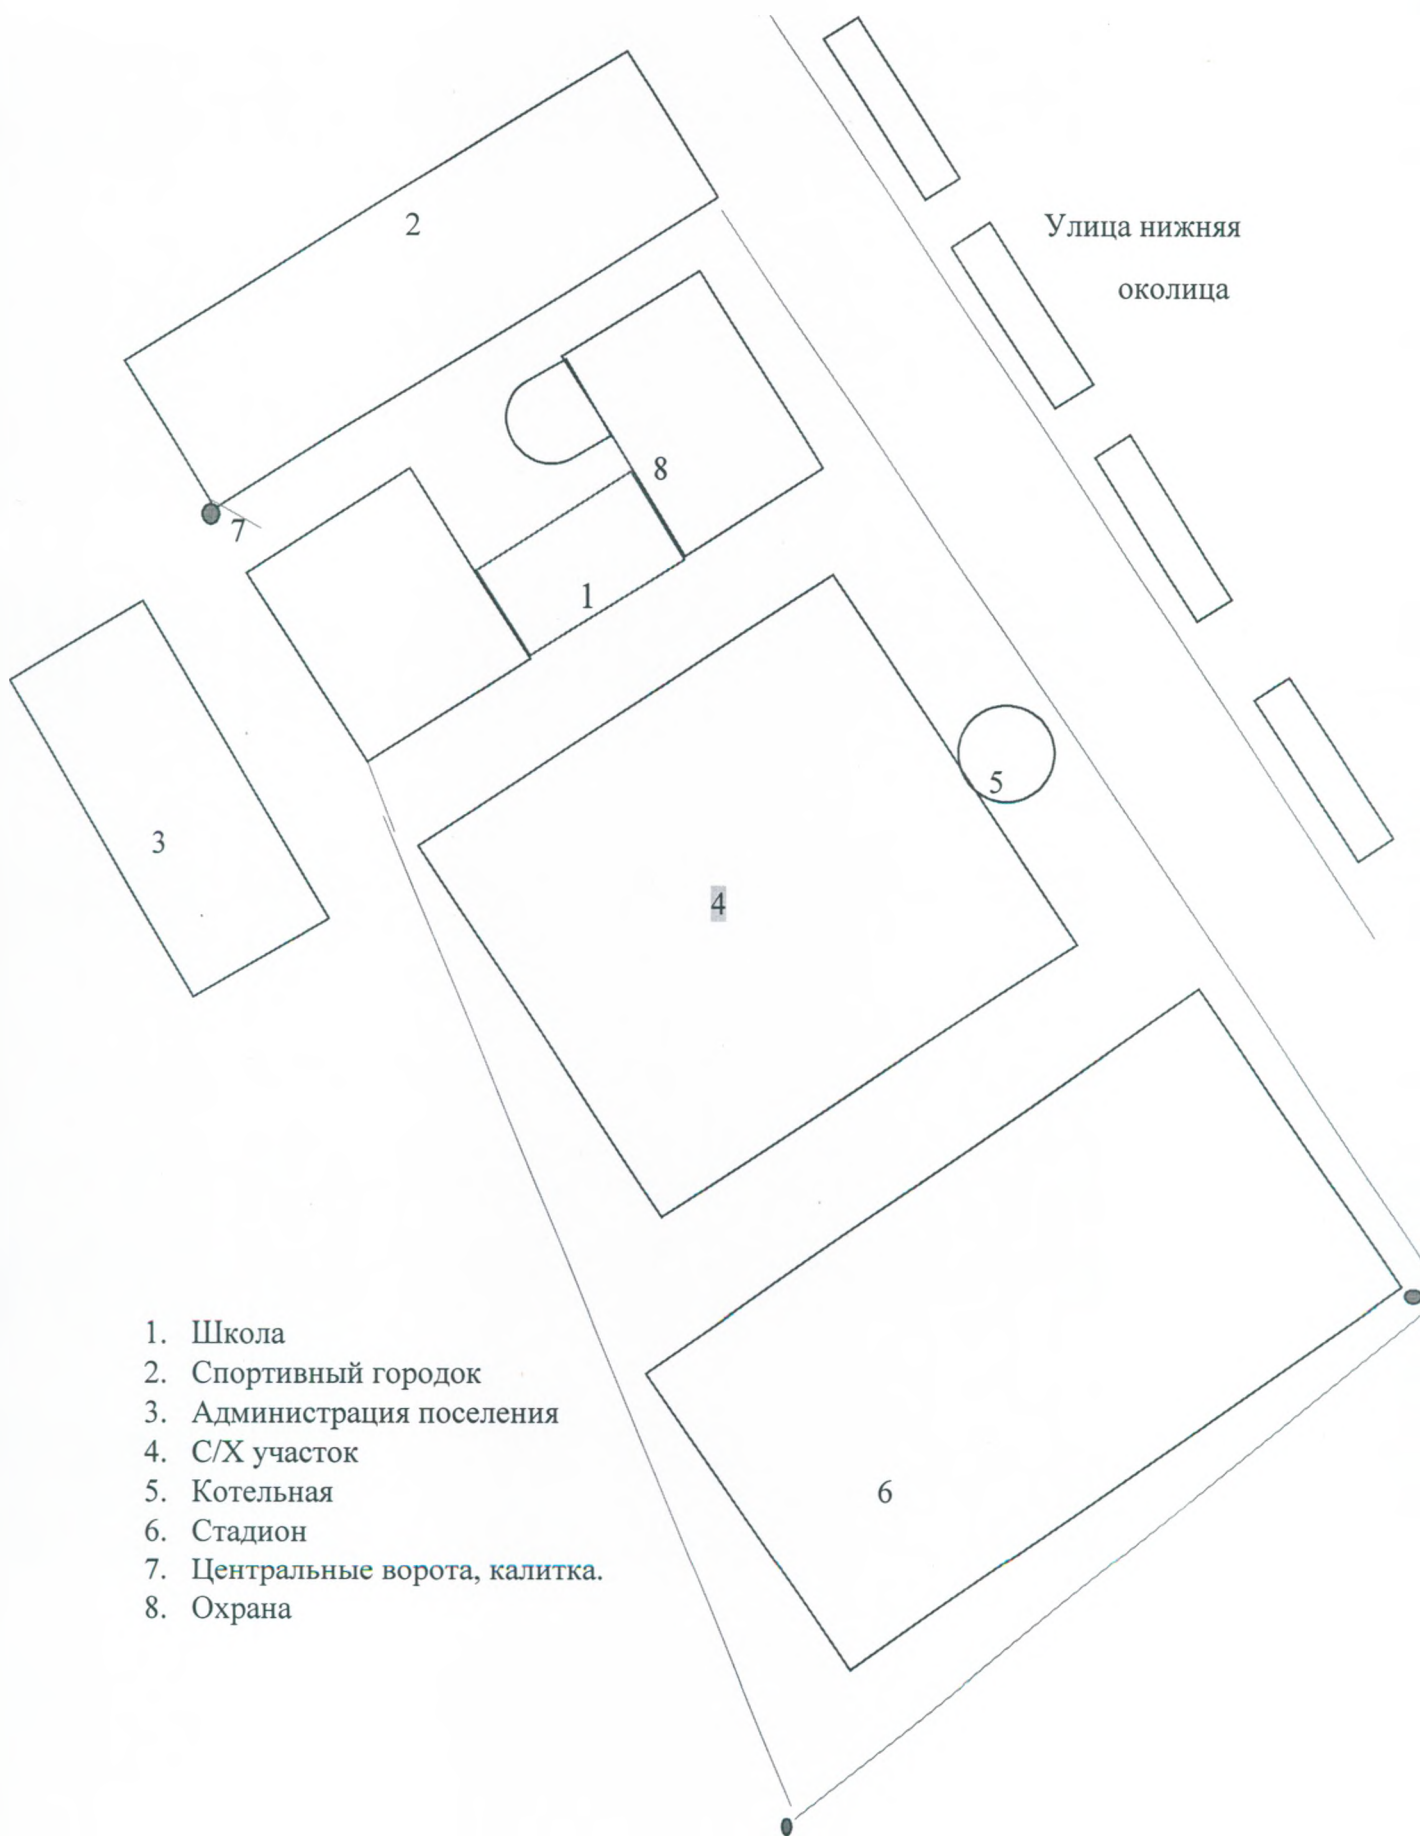 2
Улица нижняя
околица
8
7
1
5
3
4
6
1. Школа
2. Спортивный городок
3. Администрация поселения
4. С/Х участок
5. Котельная
6. Стадион
7. Центральные ворота, калитка.
8. Охрана